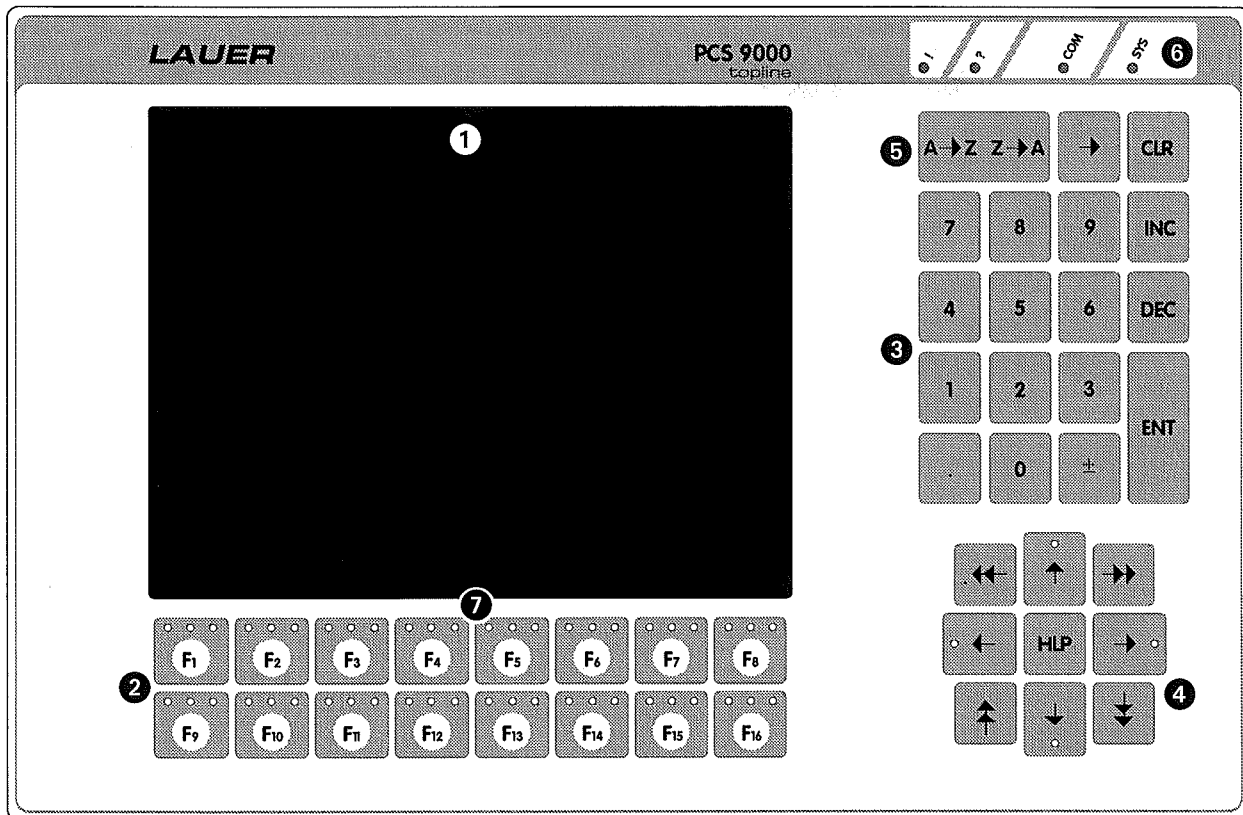 LAUER
PCS 9000
topline
! ? COM SYS 6
1
5 A→Z Z→A → CLR
7 8 9 INC
4 5 6 DEC
3
1 2 3
ENT
. 0 ±
7
F1 F2 F3 F4 F5 F6 F7 F8
← HLP →
2
4
F9 F10 F11 F12 F13 F14 F15 F16